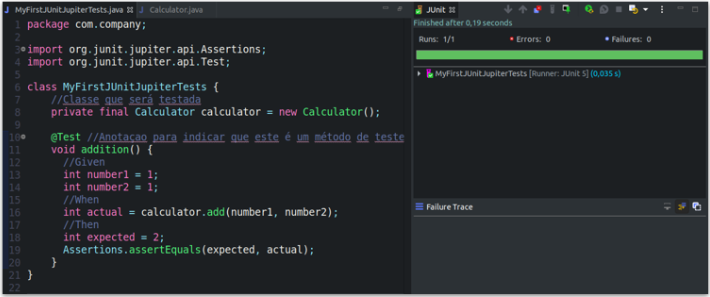 MyFirstJUnitJupiterTests.java
Calculator.java
1 package com.company;
2
3 import org.junit.jupiter.api.Assertions;
4 import org.junit.jupiter.api.Test;
5
6 class MyFirstJUnitJupiterTests {
7 //Classe que será testada
8 private final Calculator calculator = new Calculator();
9
10 @Test //Anotaçao para indicar que este é um método de teste
11 void addition() {
12 //Given
13 int number1 = 1;
14 int number2 = 1;
15 //When
16 int actual = calculator.add(number1, number2);
17 //Then
18 int expected = 2;
19 Assertions.assertEquals(expected, actual);
20 }
21 }
22
JUnit
Finished after 0,19 seconds
Runs: 1/1 Errors: 0 Failures: 0
MyFirstJUnitJupiterTests [Runner: JUnit 5] (0,035 s)
Failure Trace